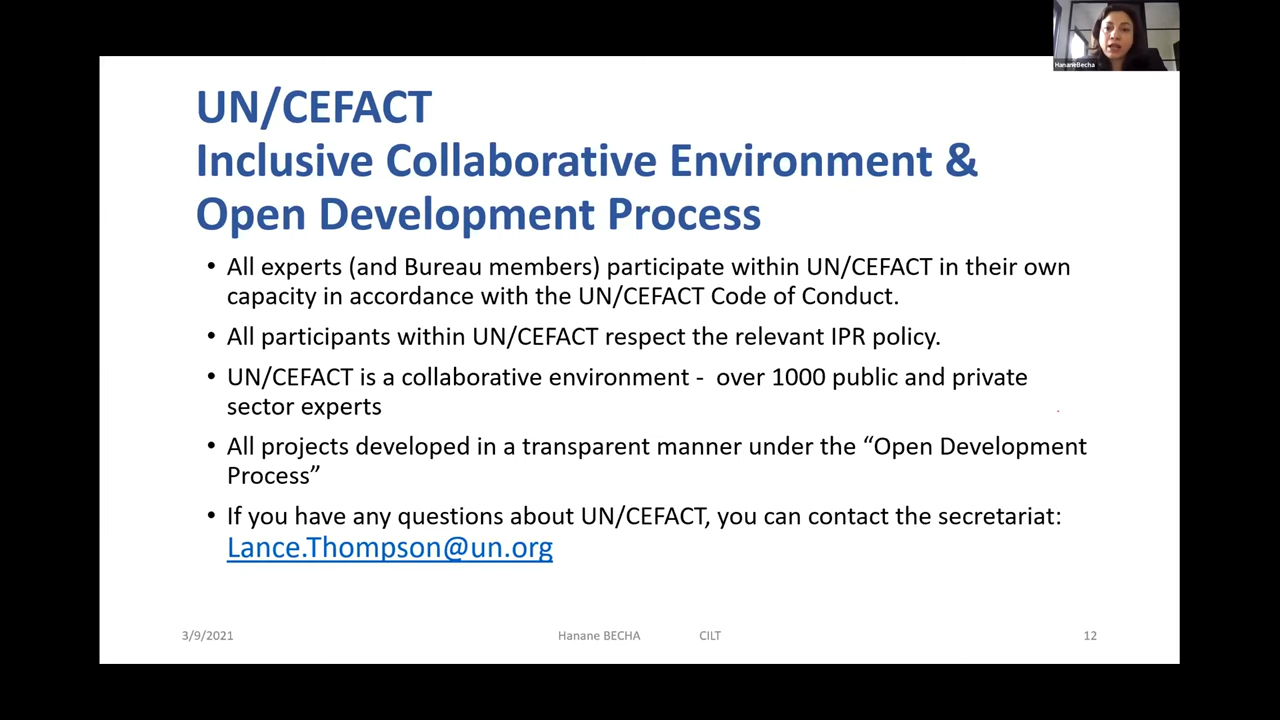 HananeBecha
UN/CEFACT
Inclusive Collaborative Environment &
Open Development Process
• All experts (and Bureau members) participate within UN/CEFACT in their own
capacity in accordance with the UN/CEFACT Code of Conduct.
• All participants within UN/CEFACT respect the relevant IPR policy.
• UN/CEFACT is a collaborative environment -  over 1000 public and private
sector experts
• All projects developed in a transparent manner under the “Open Development
Process”
• If you have any questions about UN/CEFACT, you can contact the secretariat:
Lance.Thompson@un.org
3/9/2021 Hanane BECHA CILT 12